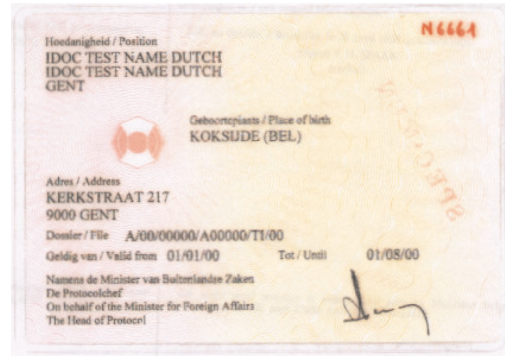 N6661
Hoedanigheid / Position
IDOC TEST NAME DUTCH
IDOC TEST NAME DUTCH
GENT
Geboorteplaats / Place of birth
KOKSIJDE (BEL)
Adres / Address
KERKSTRAAT 217
9000 GENT
Dossier / File A/00/00000/A00000/TI/00
Geldig van / Valid from 01/01/00 Tot / Until 01/08/00
Namens de Minister van Buitenlandse Zaken
De Protocolchef
On behalf of the Minister for Foreign Affairs
The Head of Protocol